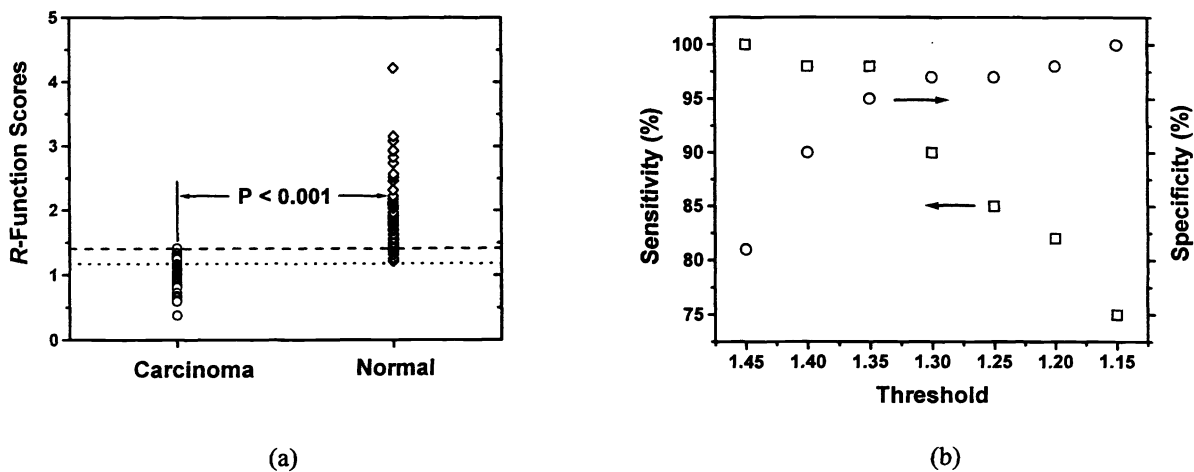 5
4
3
2
1
0
R-Function Scores
P < 0.001
Carcinoma
Normal
(a)
100
95
90
85
80
75
Sensitivity (%)
Specificity (%)
1.45 1.40 1.35 1.30 1.25 1.20 1.15
Threshold
(b)